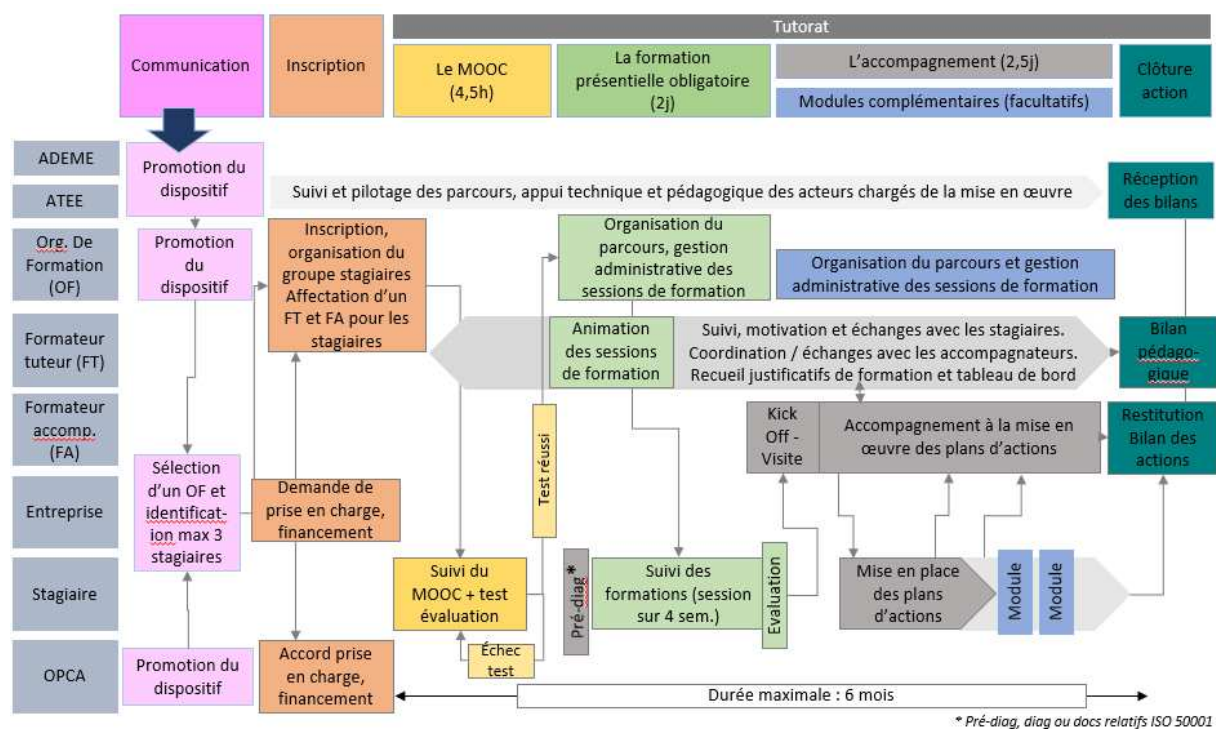 Tutorat
Communication
Inscription
Le MOOC
(4,5h)
La formation
présentielle obligatoire
(2j)
L'accompagnement (2,5j)
Modules complémentaires (facultatifs)
Clôture
action
ADEME
ATEE
Promotion du
dispositif
Suivi et pilotage des parcours, appui technique et pédagogique des acteurs chargés de la mise en œuvre
Réception
des bilans
Org. De
Formation
(OF)
Promotion
du
dispositif
Inscription,
organisation du
groupe stagiaires
Affectation d'un
FT et FA pour les
stagiaires
Organisation du
parcours, gestion
administrative des
sessions de formation
Organisation du parcours et gestion
administrative des sessions de formation
Formateur
tuteur (FT)
Animation
des sessions
de formation
Suivi, motivation et échanges avec les stagiaires.
Coordination / échanges avec les accompagnateurs.
Recueil justificatifs de formation et tableau de bord
Bilan
pédago-
gique
Formateur
accomp.
(FA)
Test réussi
Kick
Off -
Visite
Accompagnement à la mise en
œuvre des plans d'actions
Restitution
Bilan des
actions
Entreprise
Sélection
d'un OF et
identificat-
ion max 3
stagiaires
Demande de
prise en charge,
financement
Stagiaire
Suivi du
MOOC + test
évaluation
Échec
test
Pré-diag*
Suivi des
formations (session
sur 4 sem.)
Evaluation
Mise en place
des plans
d'actions
Module
Module
OPCA
Promotion du
dispositif
Accord prise
en charge,
financement
Durée maximale : 6 mois
* Pré-diag, diag ou docs relatifs ISO 50001